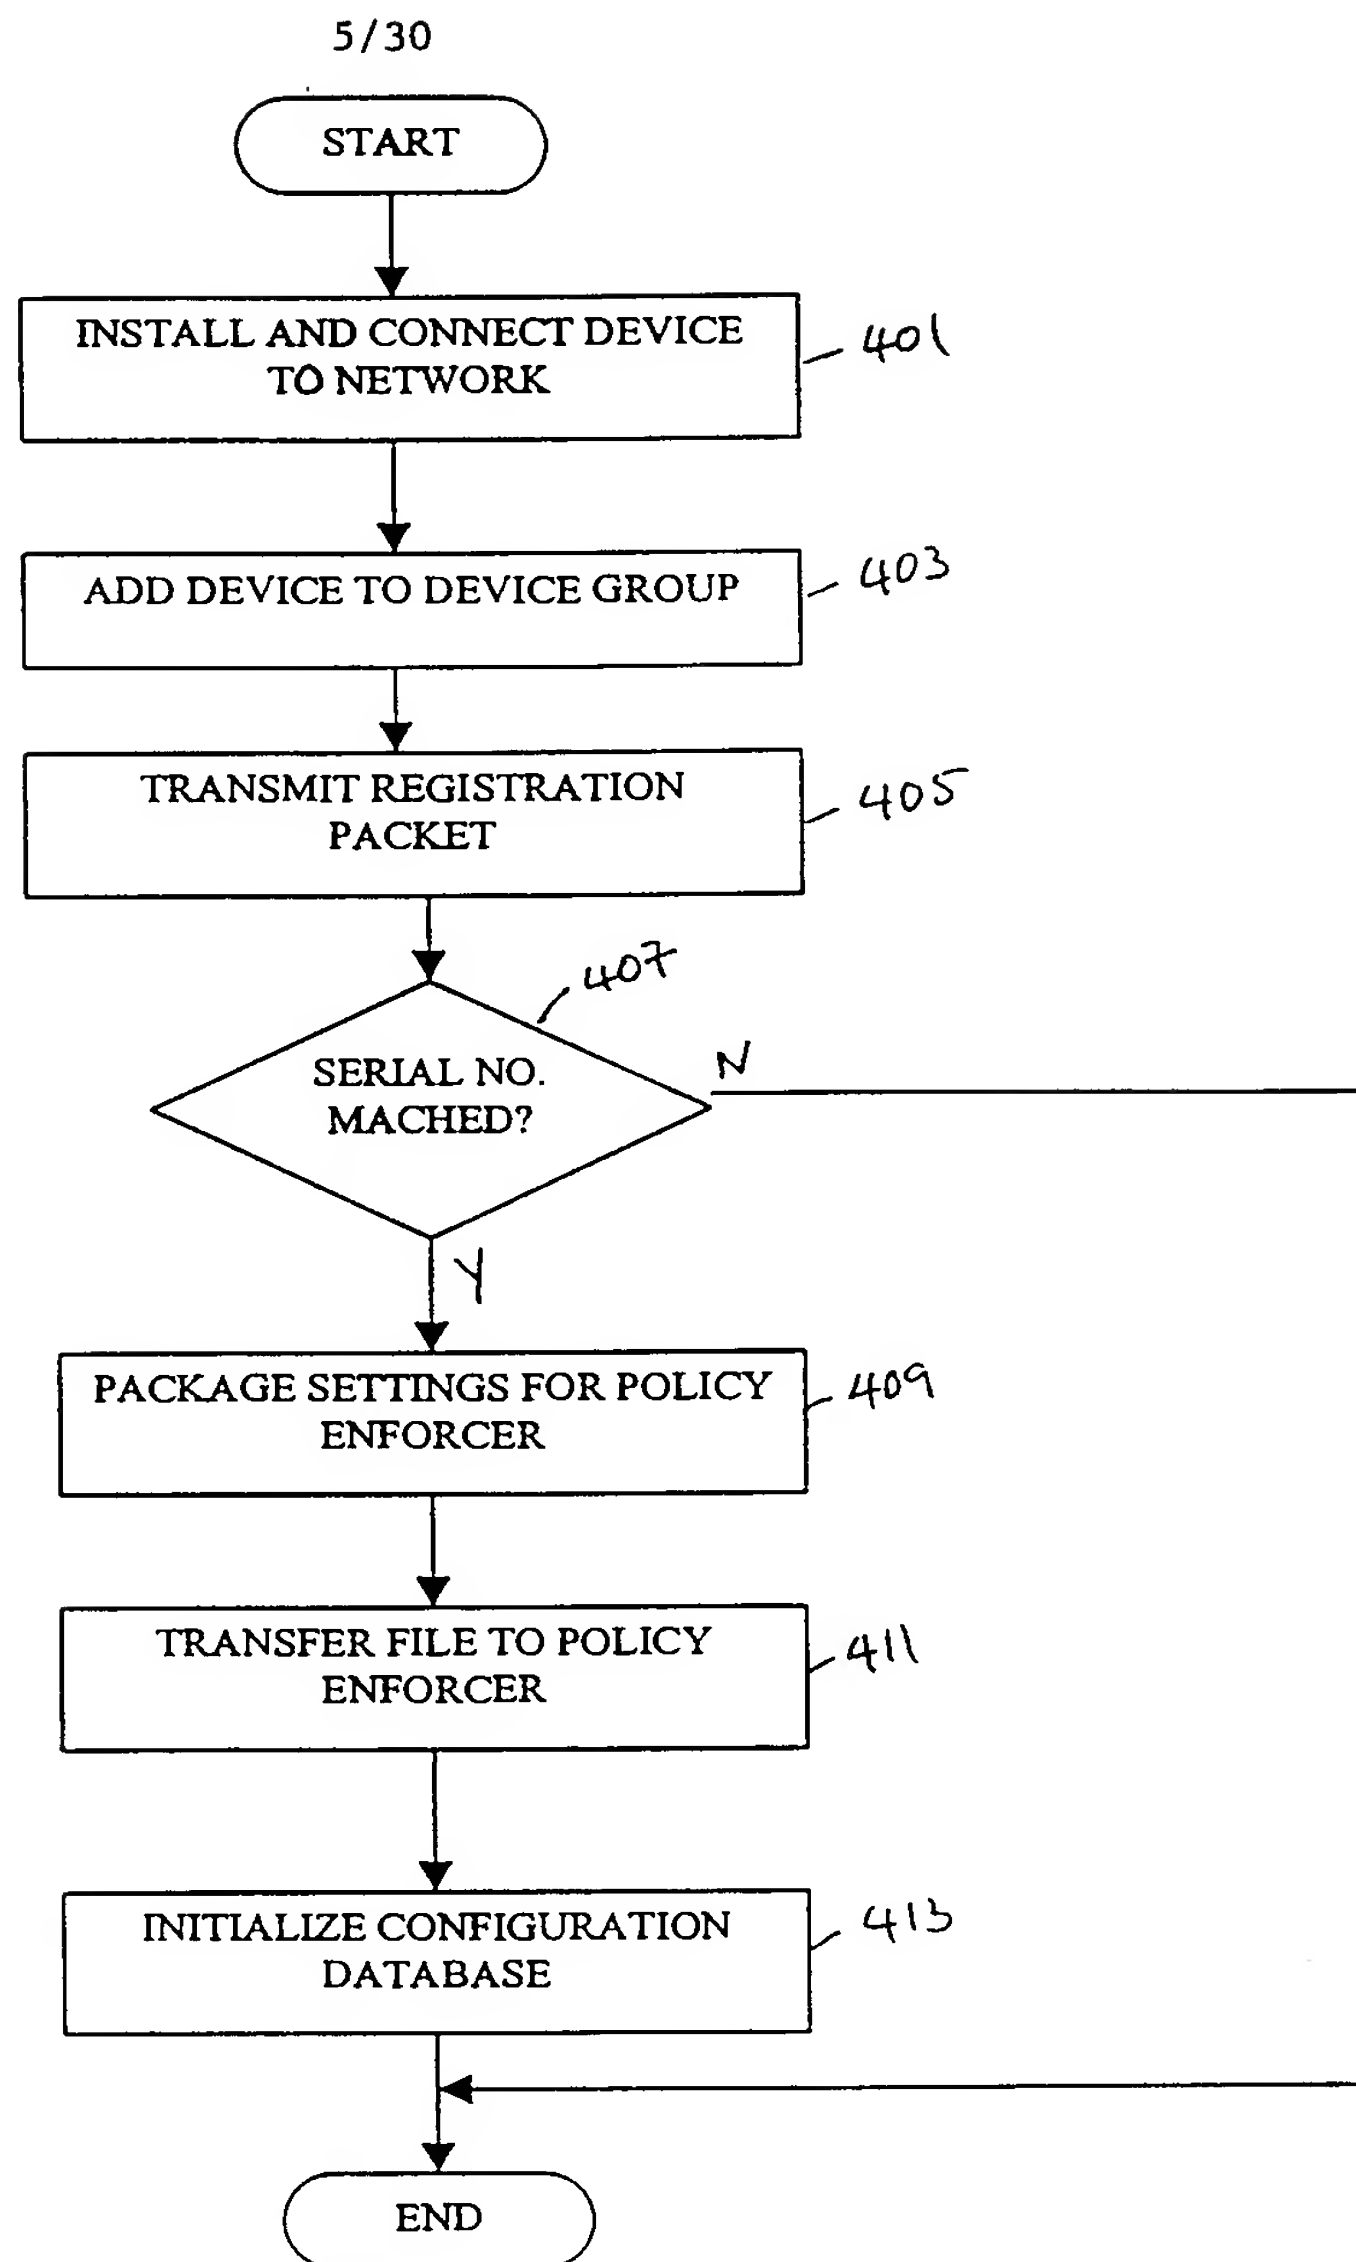 5/30
START
INSTALL AND CONNECT DEVICE
TO NETWORK
401
ADD DEVICE TO DEVICE GROUP
403
TRANSMIT REGISTRATION
PACKET
405
407
SERIAL NO.
MACHED?
N
Y
PACKAGE SETTINGS FOR POLICY
ENFORCER
409
TRANSFER FILE TO POLICY
ENFORCER
411
INITIALIZE CONFIGURATION
DATABASE
413
END